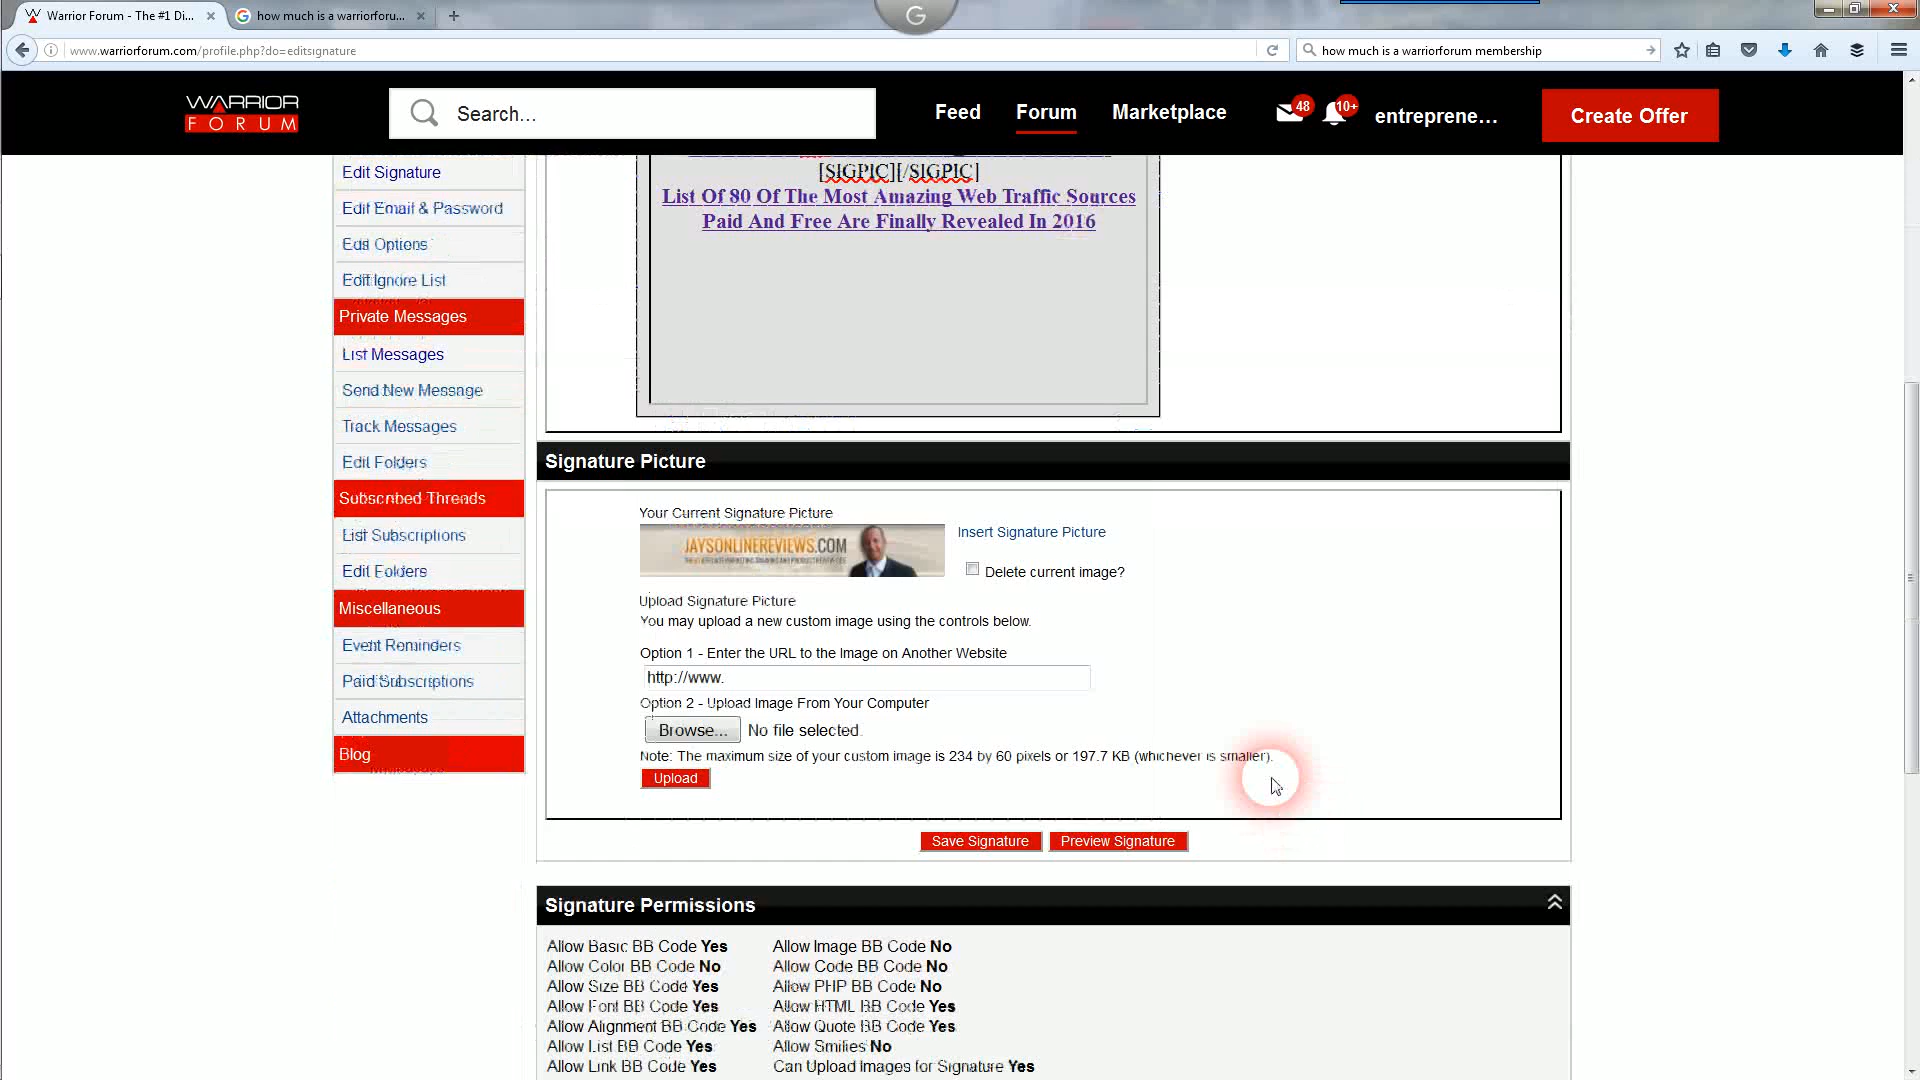 Warrior Forum - The #1 Di...
how much is a warriorforu...
www.warriorforum.com/profile.php?do=editsignature
how much is a warriorforum membership
WARRIOR
FORUM
Search...
Feed
Forum
Marketplace
48
10+
entreprene...
Create Offer
Edit Signature
Edit Email & Password
Edit Options
Edit Ignore List
Private Messages
List Messages
Send New Message
Track Messages
Edit Folders
Subscribed Threads
List Subscriptions
Edit Folders
Miscellaneous
Event Reminders
Paid Subscriptions
Attachments
Blog
[SIGPIC][/SIGPIC]
List Of 80 Of The Most Amazing Web Traffic Sources
Paid And Free Are Finally Revealed In 2016
Signature Picture
Your Current Signature Picture
JAYSONLINEREVIEWS.COM
Insert Signature Picture
Delete current image?
Upload Signature Picture
You may upload a new custom image using the controls below.
Option 1 - Enter the URL to the Image on Another Website
http://www.
Option 2 - Upload Image From Your Computer
Browse... No file selected.
Note: The maximum size of your custom image is 234 by 60 pixels or 197.7 KB (whichever is smaller).
Upload
Save Signature
Preview Signature
Signature Permissions
Allow Basic BB Code Yes
Allow Color BB Code No
Allow Size BB Code Yes
Allow Font BB Code Yes
Allow Alignment BB Code Yes
Allow List BB Code Yes
Allow Link BB Code Yes
Allow Image BB Code No
Allow Code BB Code No
Allow PHP BB Code No
Allow HTML BB Code Yes
Allow Quote BB Code Yes
Allow Smilies No
Can Upload Images for Signature Yes